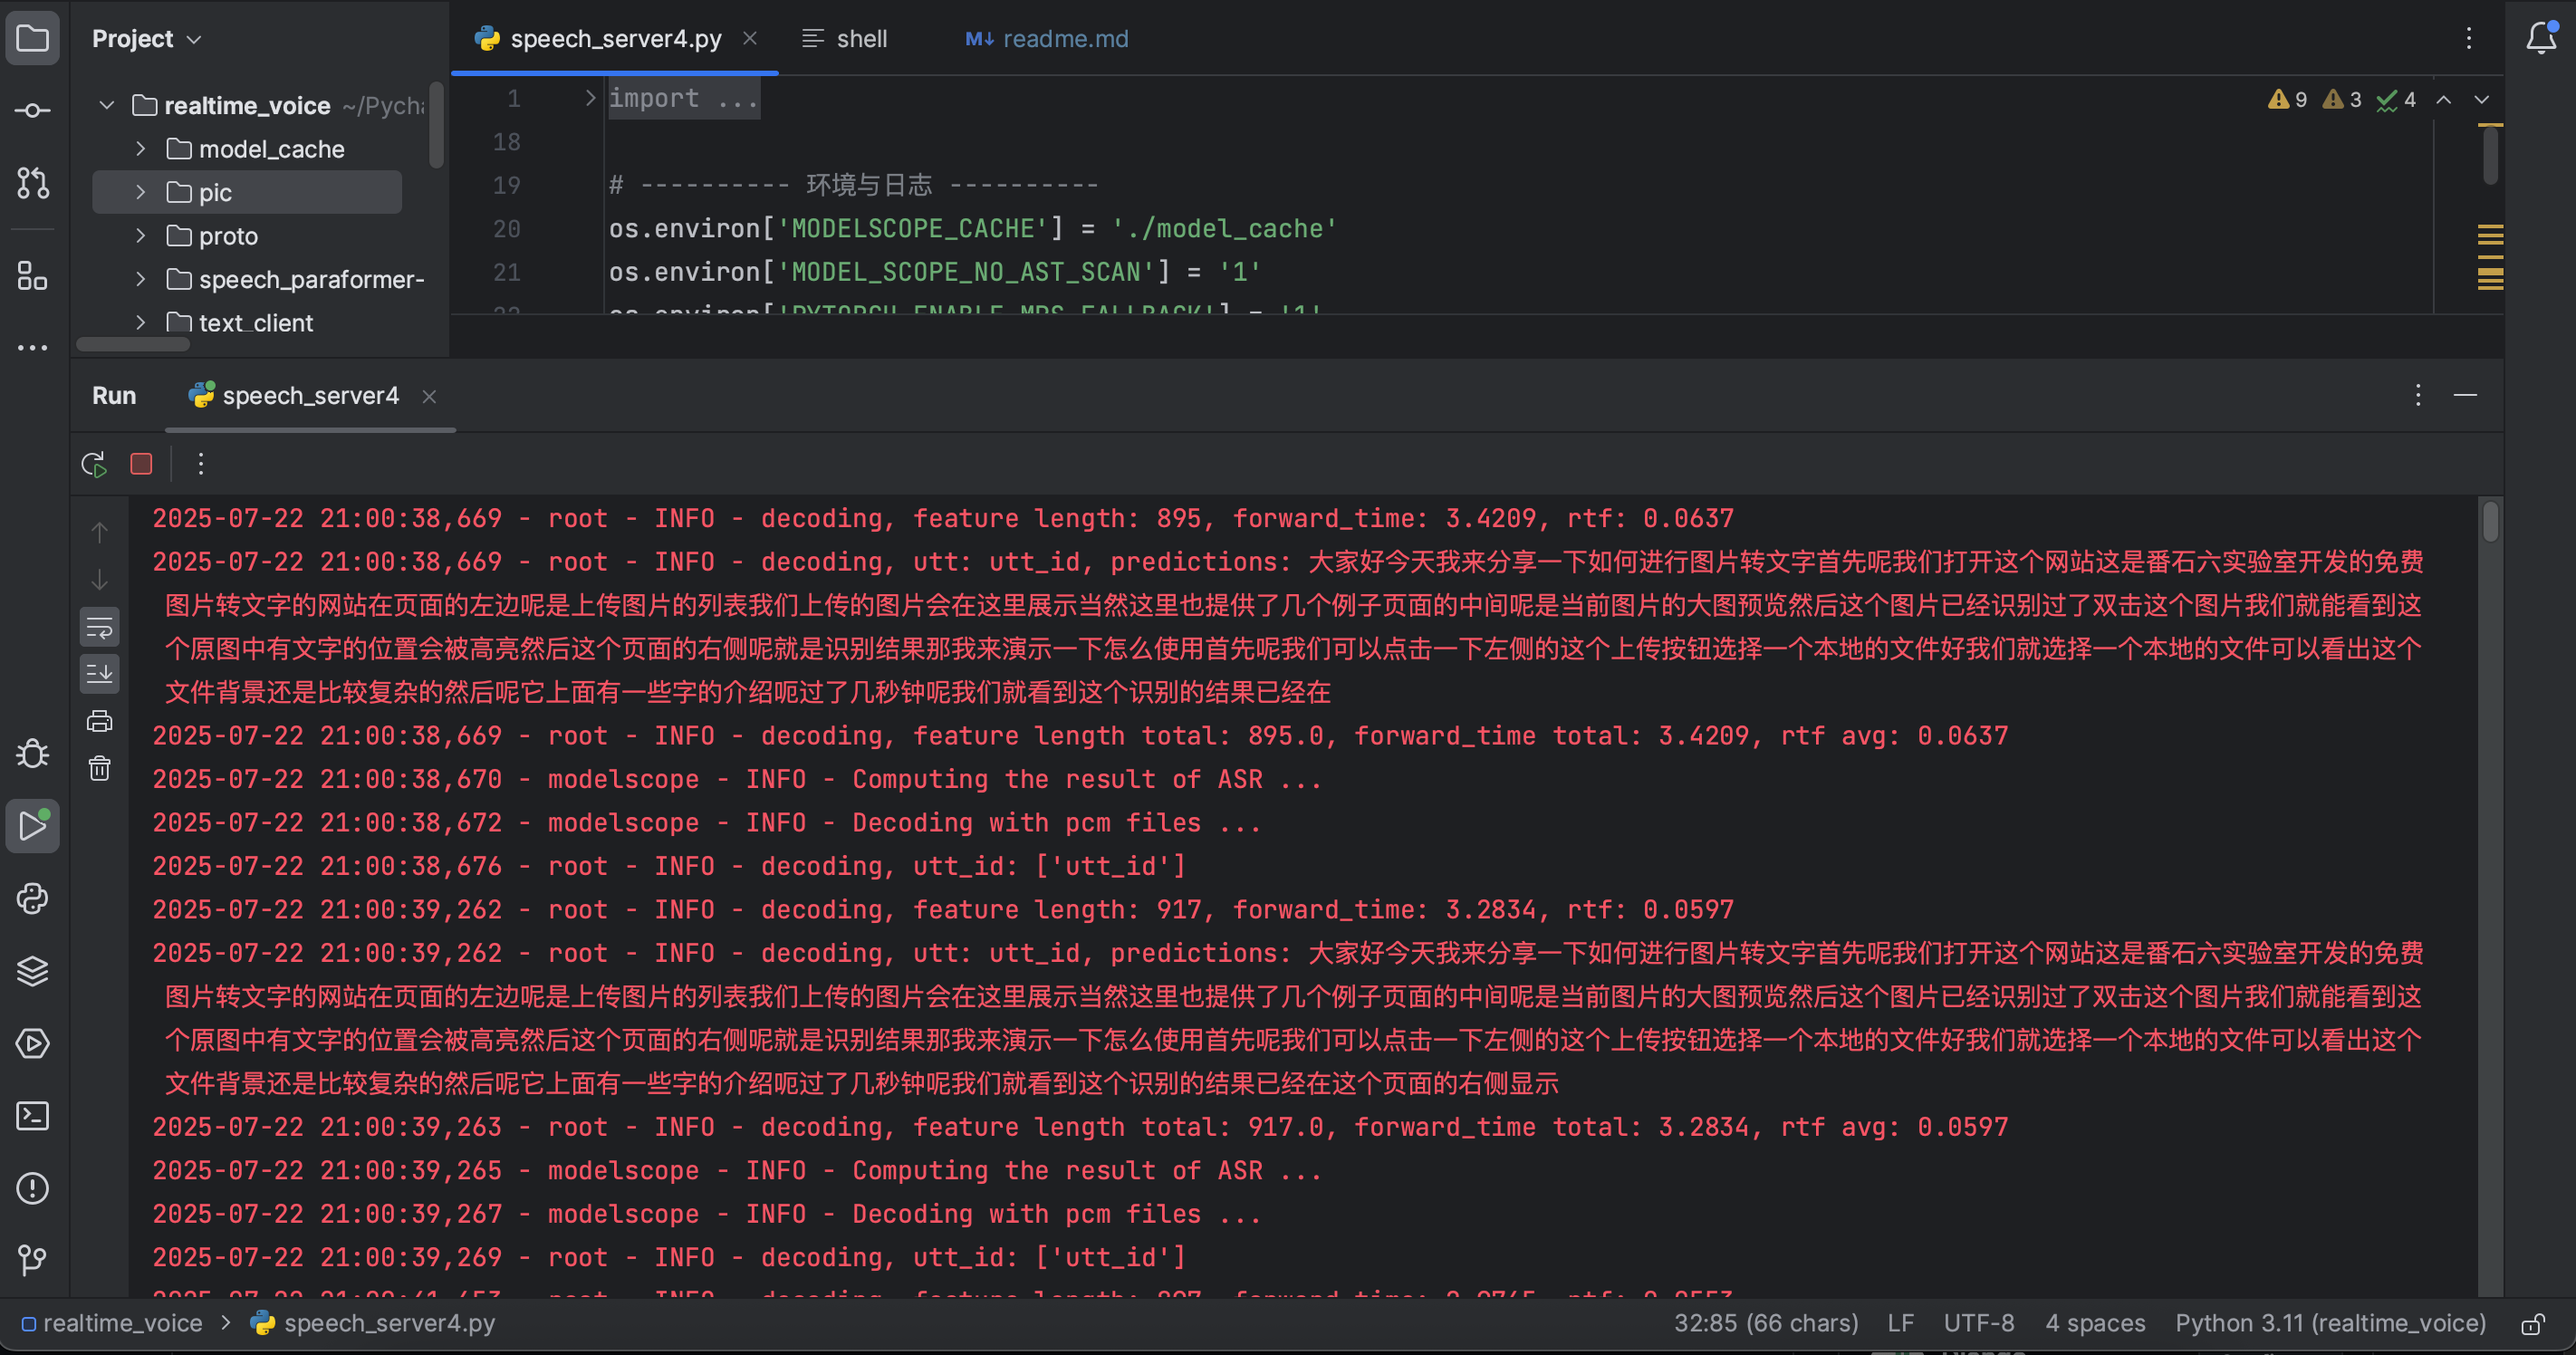 Project
speech_server4.py
shell
M↓ readme.md
realtime_voice ~/Pycha
model_cache
pic
proto
speech_paraformer-
text_client
1 import ...
9 3 4
18
19 # ---------- 环境与日志 ----------
20 os.environ['MODELSCOPE_CACHE'] = './model_cache'
21 os.environ['MODEL_SCOPE_NO_AST_SCAN'] = '1'
22 os.environ['PYTORCH_ENABLE_MPS_FALLBACK'] = '1'
Run speech_server4
2025-07-22 21:00:38,669 - root - INFO - decoding, feature length: 895, forward_time: 3.4209, rtf: 0.0637
2025-07-22 21:00:38,669 - root - INFO - decoding, utt: utt_id, predictions: 大家好今天我来分享一下如何进行图片转文字首先呢我们打开这个网站这是番石六实验室开发的免费
图片转文字的网站在页面的左边呢是上传图片的列表我们上传的图片会在这里展示当然这里也提供了几个例子页面的中间呢是当前图片的大图预览然后这个图片已经识别过了双击这个图片我们就能看到这
个原图中有文字的位置会被高亮然后这个页面的右侧呢就是识别结果那我来演示一下怎么使用首先呢我们可以点击一下左侧的这个上传按钮选择一个本地的文件好我们就选择一个本地的文件可以看出这个
文件背景还是比较复杂的然后呢它上面有一些字的介绍呃过了几秒钟呢我们就看到这个识别的结果已经在
2025-07-22 21:00:38,669 - root - INFO - decoding, feature length total: 895.0, forward_time total: 3.4209, rtf avg: 0.0637
2025-07-22 21:00:38,670 - modelscope - INFO - Computing the result of ASR ...
2025-07-22 21:00:38,672 - modelscope - INFO - Decoding with pcm files ...
2025-07-22 21:00:38,676 - root - INFO - decoding, utt_id: ['utt_id']
2025-07-22 21:00:39,262 - root - INFO - decoding, feature length: 917, forward_time: 3.2834, rtf: 0.0597
2025-07-22 21:00:39,262 - root - INFO - decoding, utt: utt_id, predictions: 大家好今天我来分享一下如何进行图片转文字首先呢我们打开这个网站这是番石六实验室开发的免费
图片转文字的网站在页面的左边呢是上传图片的列表我们上传的图片会在这里展示当然这里也提供了几个例子页面的中间呢是当前图片的大图预览然后这个图片已经识别过了双击这个图片我们就能看到这
个原图中有文字的位置会被高亮然后这个页面的右侧呢就是识别结果那我来演示一下怎么使用首先呢我们可以点击一下左侧的这个上传按钮选择一个本地的文件好我们就选择一个本地的文件可以看出这个
文件背景还是比较复杂的然后呢它上面有一些字的介绍呃过了几秒钟呢我们就看到这个识别的结果已经在这个页面的右侧显示
2025-07-22 21:00:39,263 - root - INFO - decoding, feature length total: 917.0, forward_time total: 3.2834, rtf avg: 0.0597
2025-07-22 21:00:39,265 - modelscope - INFO - Computing the result of ASR ...
2025-07-22 21:00:39,267 - modelscope - INFO - Decoding with pcm files ...
2025-07-22 21:00:39,269 - root - INFO - decoding, utt_id: ['utt_id']
realtime_voice > speech_server4.py
32:85 (66 chars) LF UTF-8 4 spaces Python 3.11 (realtime_voice)